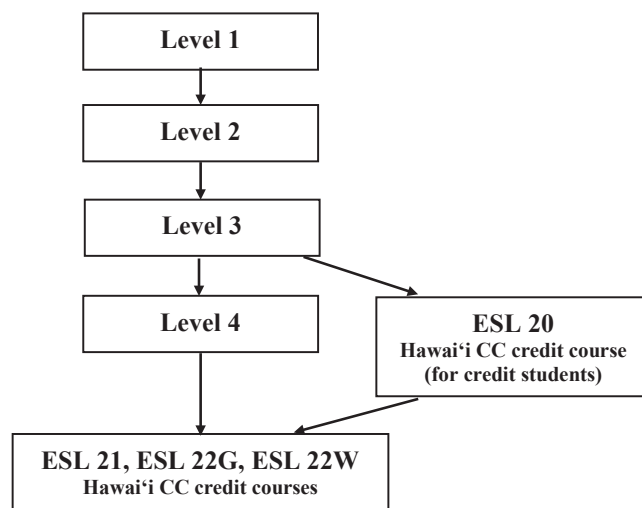 Level 1
Level 2
Level 3
Level 4
ESL 20
Hawai‘i CC credit course
(for credit students)
ESL 21, ESL 22G, ESL 22W
Hawai‘i CC credit courses